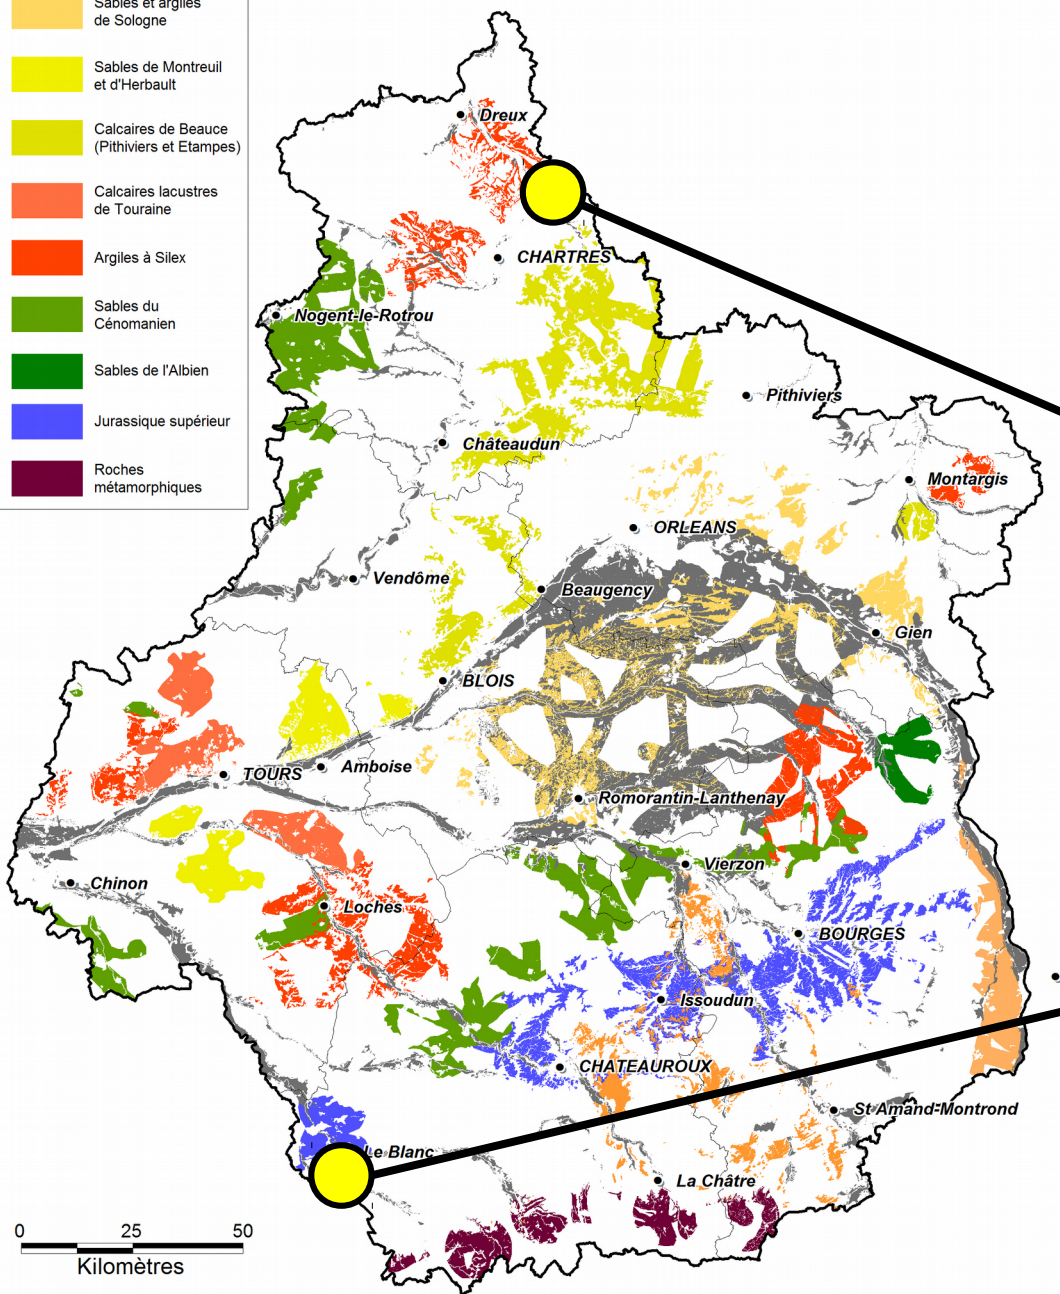 Sables et argiles
de Sologne
Sables de Montreuil
et d'Herbault
Calcaires de Beauce
(Pithiviers et Etampes)
Calcaires lacustres
de Touraine
Argiles à Silex
Sables du
Cénomanien
Sables de l'Albien
Jurassique supérieur
Roches
métamorphiques
Dreux
CHARTRES
Nogent-le-Rotrou
Pithiviers
Châteaudun
Montargis
ORLEANS
Vendôme
Beaugency
Gien
BLOIS
TOURS
Amboise
Romorantin-Lanthenay
Vierzon
Chinon
Loches
BOURGES
Issoudun
CHATEAUROUX
St Amand-Montrond
Le Blanc
La Châtre
0 25 50
Kilomètres